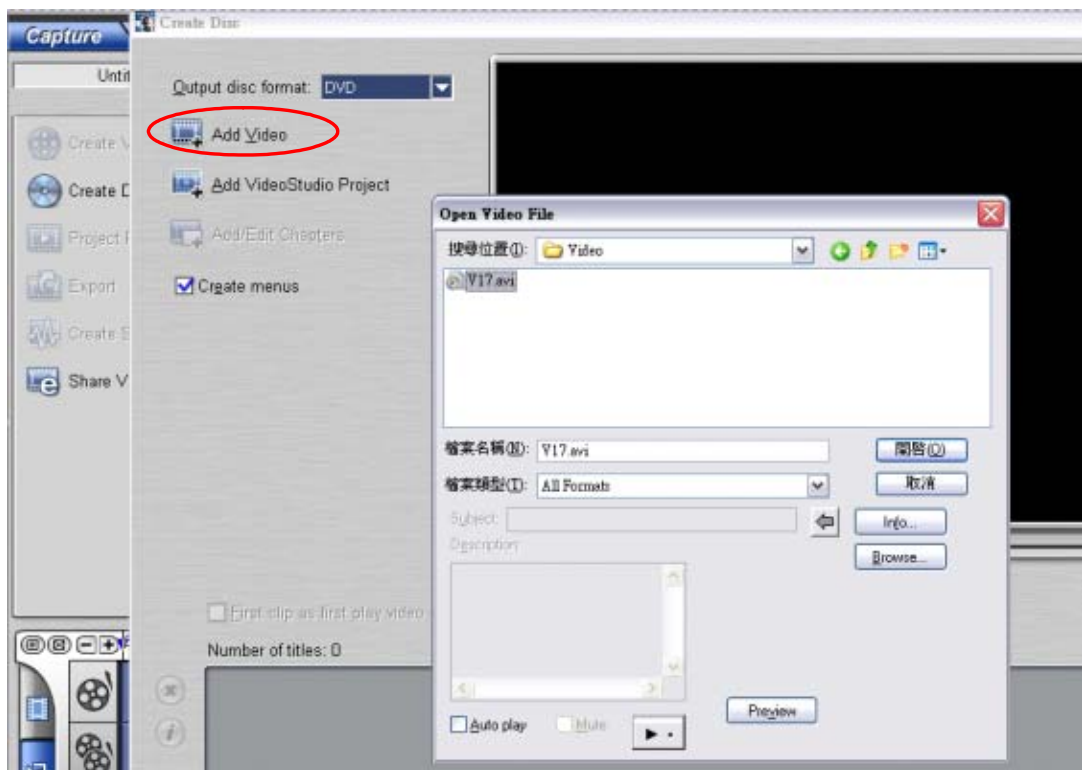 Capture
Create Disc
Untit
Output disc format: DVD
Add Video
Create V
Create D
Add VideoStudio Project
Project P
Add/Edit Chapters
Export
Create menus
Create S
Share V
First clip as first play video
Number of titles: 0
Open Video File
搜尋位置(I): Video
V17.avi
檔案名稱(N): V17.avi
開啓(O)
檔案類型(T): All Formats
取消
Subject:
Info...
Description:
Browse...
Preview
Auto play
Mute